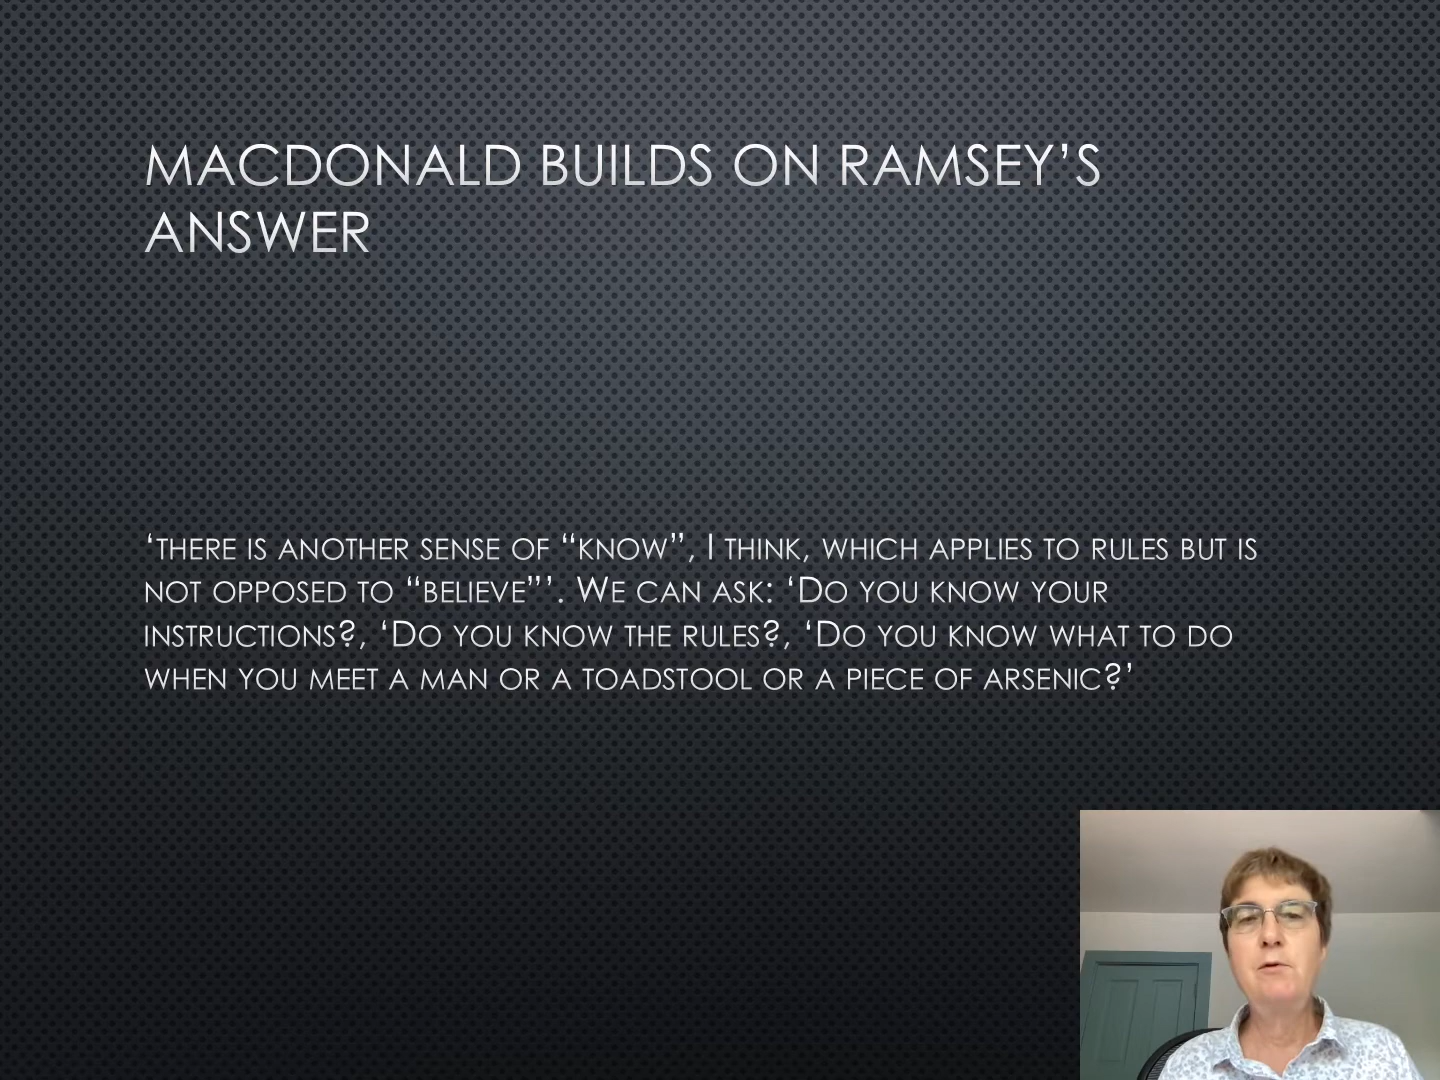 MACDONALD BUILDS ON RAMSEY’S
ANSWER
‘THERE IS ANOTHER SENSE OF “KNOW”, I THINK, WHICH APPLIES TO RULES BUT IS
NOT OPPOSED TO “BELIEVE”’. WE CAN ASK: ‘DO YOU KNOW YOUR
INSTRUCTIONS?, ‘DO YOU KNOW THE RULES?, ‘DO YOU KNOW WHAT TO DO
WHEN YOU MEET A MAN OR A TOADSTOOL OR A PIECE OF ARSENIC?’